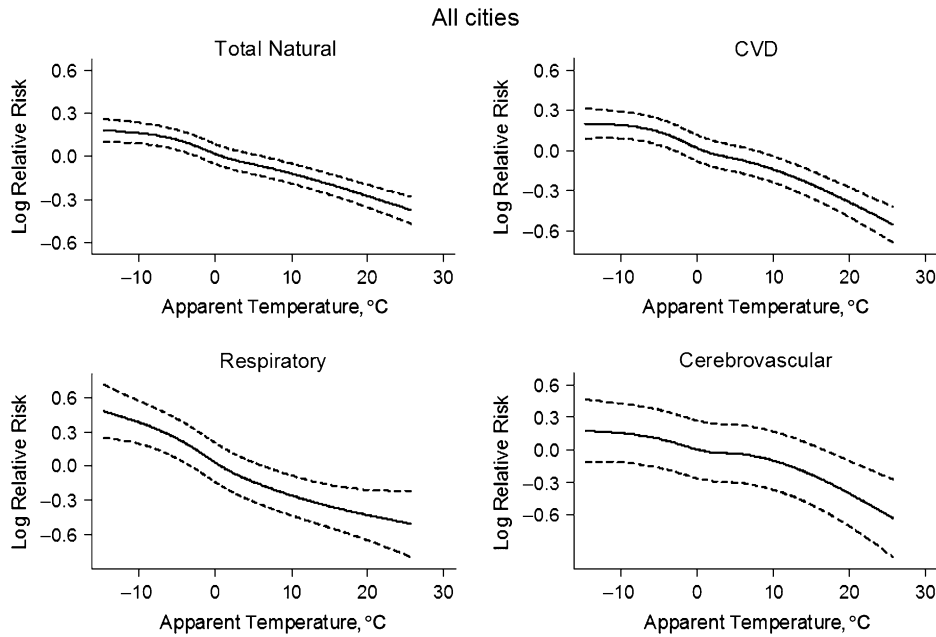 All cities
Total Natural
Log Relative Risk
0.6
0.3
0.0
−0.3
−0.6
−10 0 10 20 30
Apparent Temperature, °C
CVD
Log Relative Risk
0.6
0.3
0.0
−0.3
−0.6
−10 0 10 20 30
Apparent Temperature, °C
Respiratory
Log Relative Risk
0.6
0.3
0.0
−0.3
−0.6
−10 0 10 20 30
Apparent Temperature, °C
Cerebrovascular
Log Relative Risk
0.6
0.3
0.0
−0.3
−0.6
−10 0 10 20 30
Apparent Temperature, °C